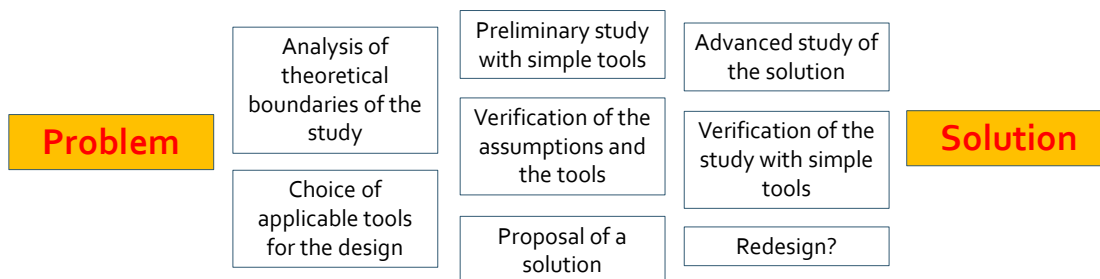 Problem
Analysis of
theoretical
boundaries of the
study
Choice of
applicable tools
for the design
Preliminary study
with simple tools
Verification of the
assumptions and
the tools
Proposal of a
solution
Advanced study of
the solution
Verification of the
study with simple
tools
Redesign?
Solution